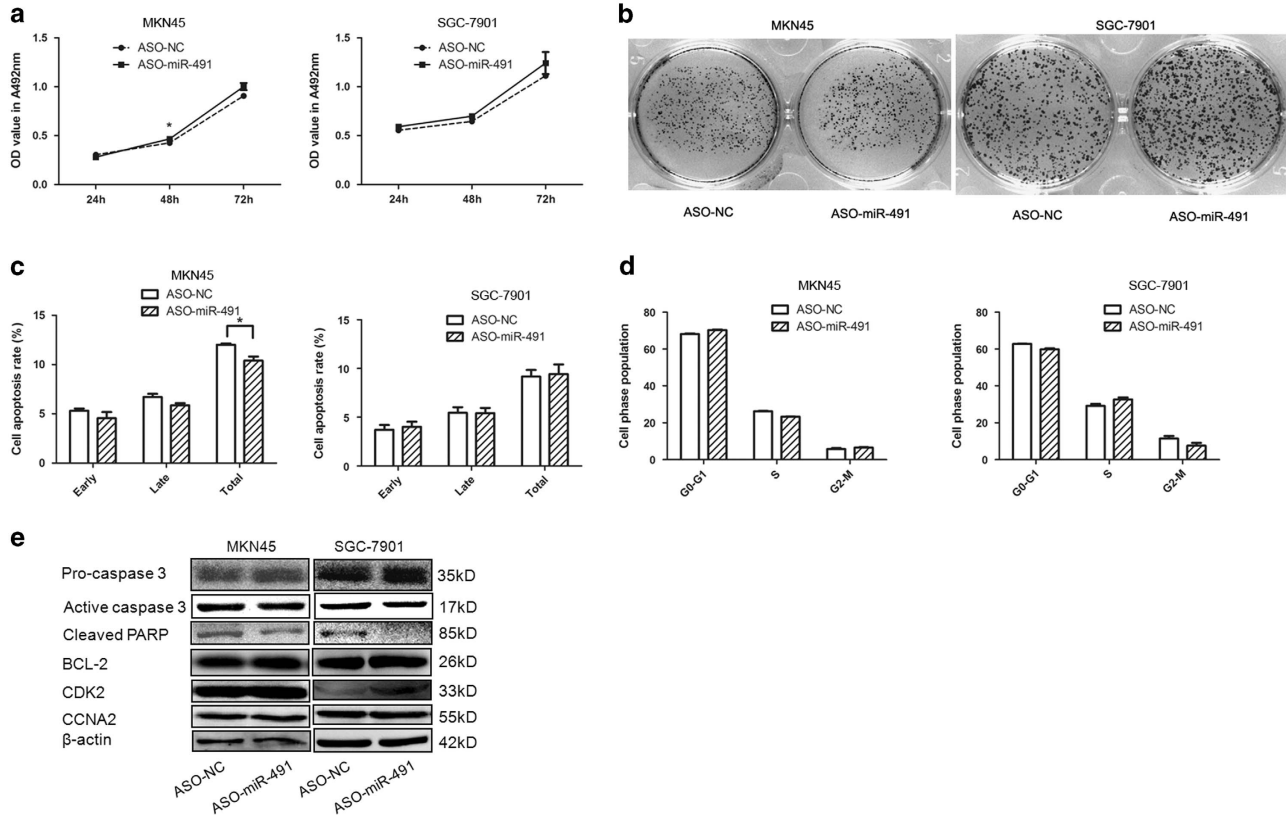 a
MKN45
ASO-NC
ASO-miR-491
OD value in A492nm
1.5
1.0
0.5
0.0
*
24h 48h 72h
SGC-7901
ASO-NC
ASO-miR-491
OD value in A492nm
1.5
1.0
0.5
0.0
24h 48h 72h
b
MKN45 SGC-7901
ASO-NC ASO-miR-491 ASO-NC ASO-miR-491
c
MKN45
ASO-NC
ASO-miR-491
*
Cell apoptosis rate (%)
15
10
5
0
Early Late Total
SGC-7901
ASO-NC
ASO-miR-491
Cell apoptosis rate (%)
15
10
5
0
Early Late Total
d
MKN45
ASO-NC
ASO-miR-491
Cell phase population
80
60
40
20
0
G0-G1 S G2-M
SGC-7901
ASO-NC
ASO-miR-491
Cell phase population
80
60
40
20
0
G0-G1 S G2-M
e
MKN45 SGC-7901
Pro-caspase 3 35kD
Active caspase 3 17kD
Cleaved PARP 85kD
BCL-2 26kD
CDK2 33kD
CCNA2 55kD
β-actin 42kD
ASO-NC ASO-miR-491 ASO-NC ASO-miR-491